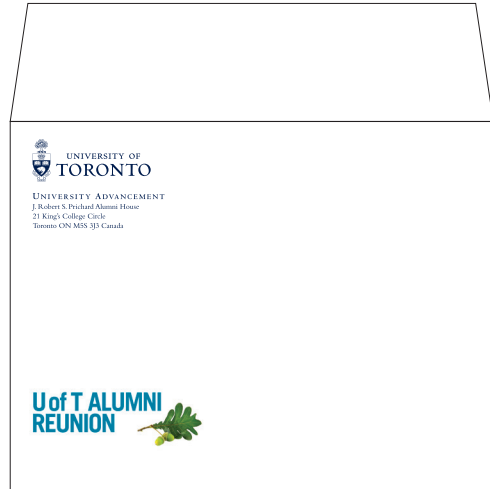 UNIVERSITY OF
TORONTO
UNIVERSITY ADVANCEMENT
J. Robert S. Prichard Alumni House
21 King's College Circle
Toronto ON M5S 3J3 Canada
U of T ALUMNI
REUNION